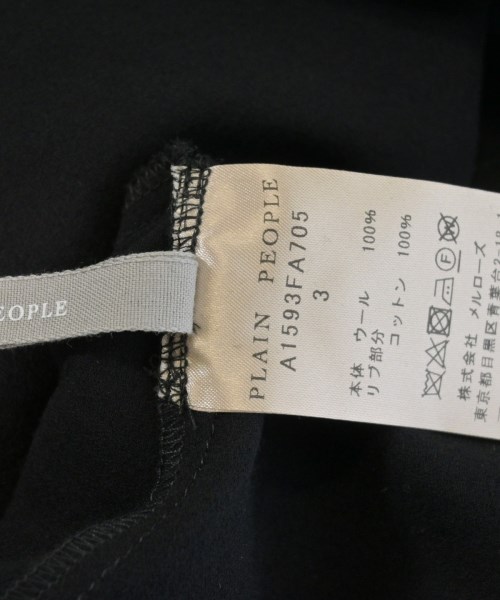 PEOPLE
PLAIN PEOPLE
A1593FA705
3
本体 ウール 100%
リブ部分 コットン 100%
株式会社 メルローズ
東京都目黒区青葉台